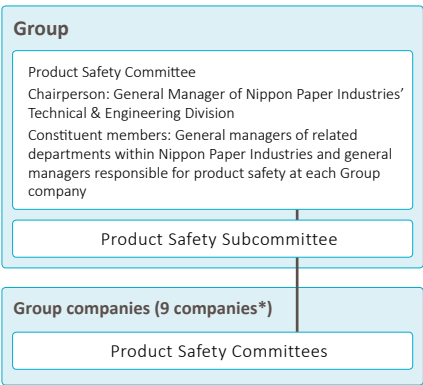 Group
Product Safety Committee
Chairperson: General Manager of Nippon Paper Industries’
Technical & Engineering Division
Constituent members: General managers of related
departments within Nippon Paper Industries and general
managers responsible for product safety at each Group
company
Product Safety Subcommittee
Group companies (9 companies*)
Product Safety Committees